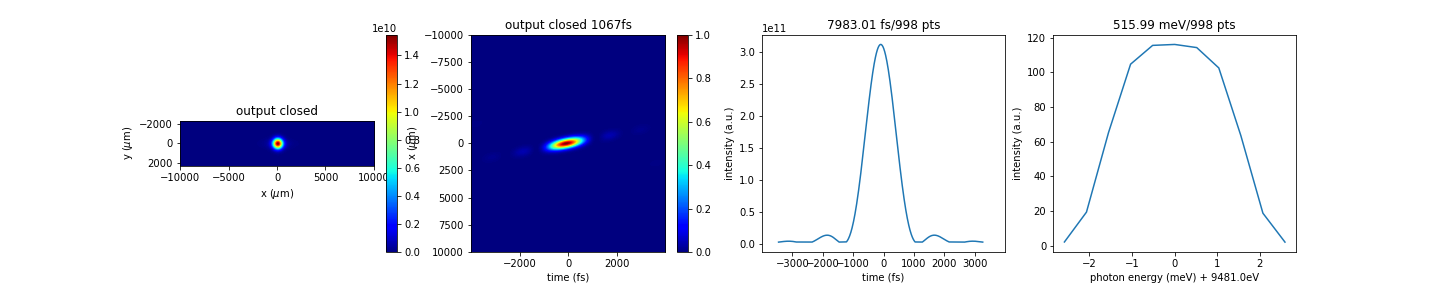 output closed
y (μm)
−2000
0
2000
−10000 −5000 0 5000 10000
x (μm)
1e10
1.4
1.2
1.0
0.8
0.6
0.4
0.2
0.0
output closed 1067fs
x (μm)
−10000
−7500
−5000
−2500
0
2500
5000
7500
10000
−2000 0 2000
time (fs)
1.0
0.8
0.6
0.4
0.2
0.0
7983.01 fs/998 pts
1e11
intensity (a.u.)
3.0
2.5
2.0
1.5
1.0
0.5
0.0
−3000 −2000 −1000 0 1000 2000 3000
time (fs)
515.99 meV/998 pts
intensity (a.u.)
120
100
80
60
40
20
0
−2 −1 0 1 2
photon energy (meV) + 9481.0eV